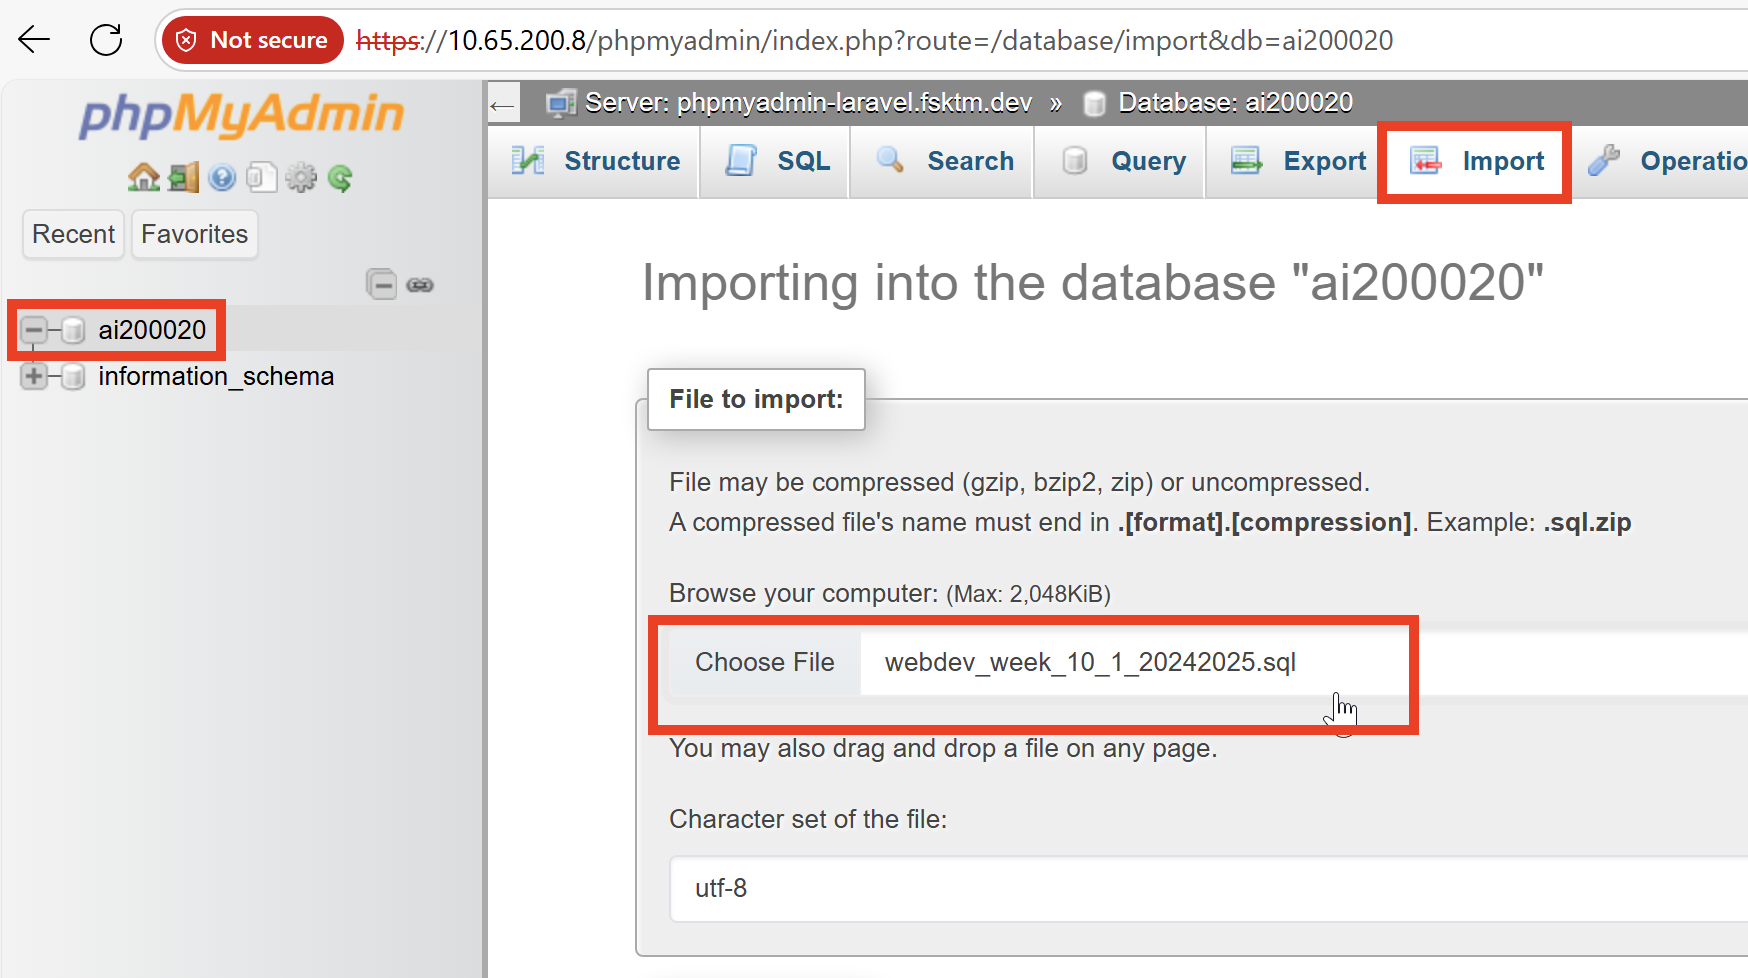 Not secure https://10.65.200.8/phpmyadmin/index.php?route=/database/import&db=ai200020
phpMyAdmin
Recent Favorites
ai200020
information_schema
← Server: phpmyadmin-laravel.fsktm.dev » Database: ai200020
Structure SQL Search Query Export Import Operatio
Importing into the database "ai200020"
File to import:
File may be compressed (gzip, bzip2, zip) or uncompressed.
A compressed file's name must end in .[format].[compression]. Example: .sql.zip
Browse your computer: (Max: 2,048KiB)
Choose File webdev_week_10_1_20242025.sql
You may also drag and drop a file on any page.
Character set of the file:
utf-8